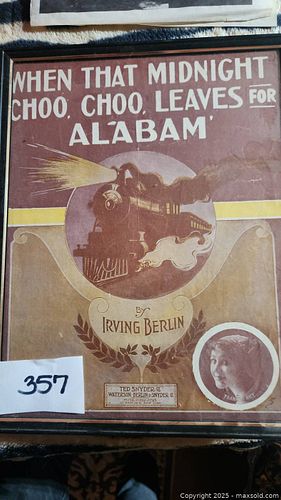 WHEN THAT MIDNIGHT
CHOO, CHOO, LEAVES FOR
ALABAM'
BY
IRVING BERLIN
357
TED SNYDER Co
WATERSON BERLIN & SNYDER Co
Copyright 2025 - maxsold.com